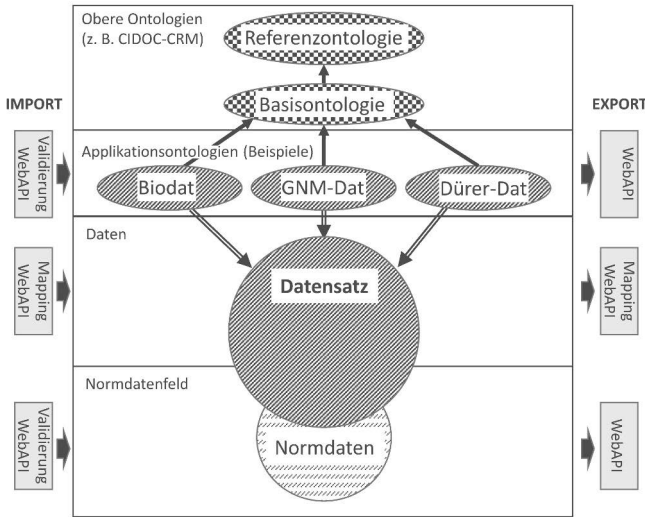 Obere Ontologien
(z. B. CIDOC-CRM)
Referenzontologie
Basisontologie
IMPORT
EXPORT
Validierung
WebAPI
Applikationsontologien (Beispiele)
Biodat
GNM-Dat
Dürer-Dat
WebAPI
Daten
Mapping
WebAPI
Datensatz
Mapping
WebAPI
Normdatenfeld
Validierung
WebAPI
Normdaten
WebAPI